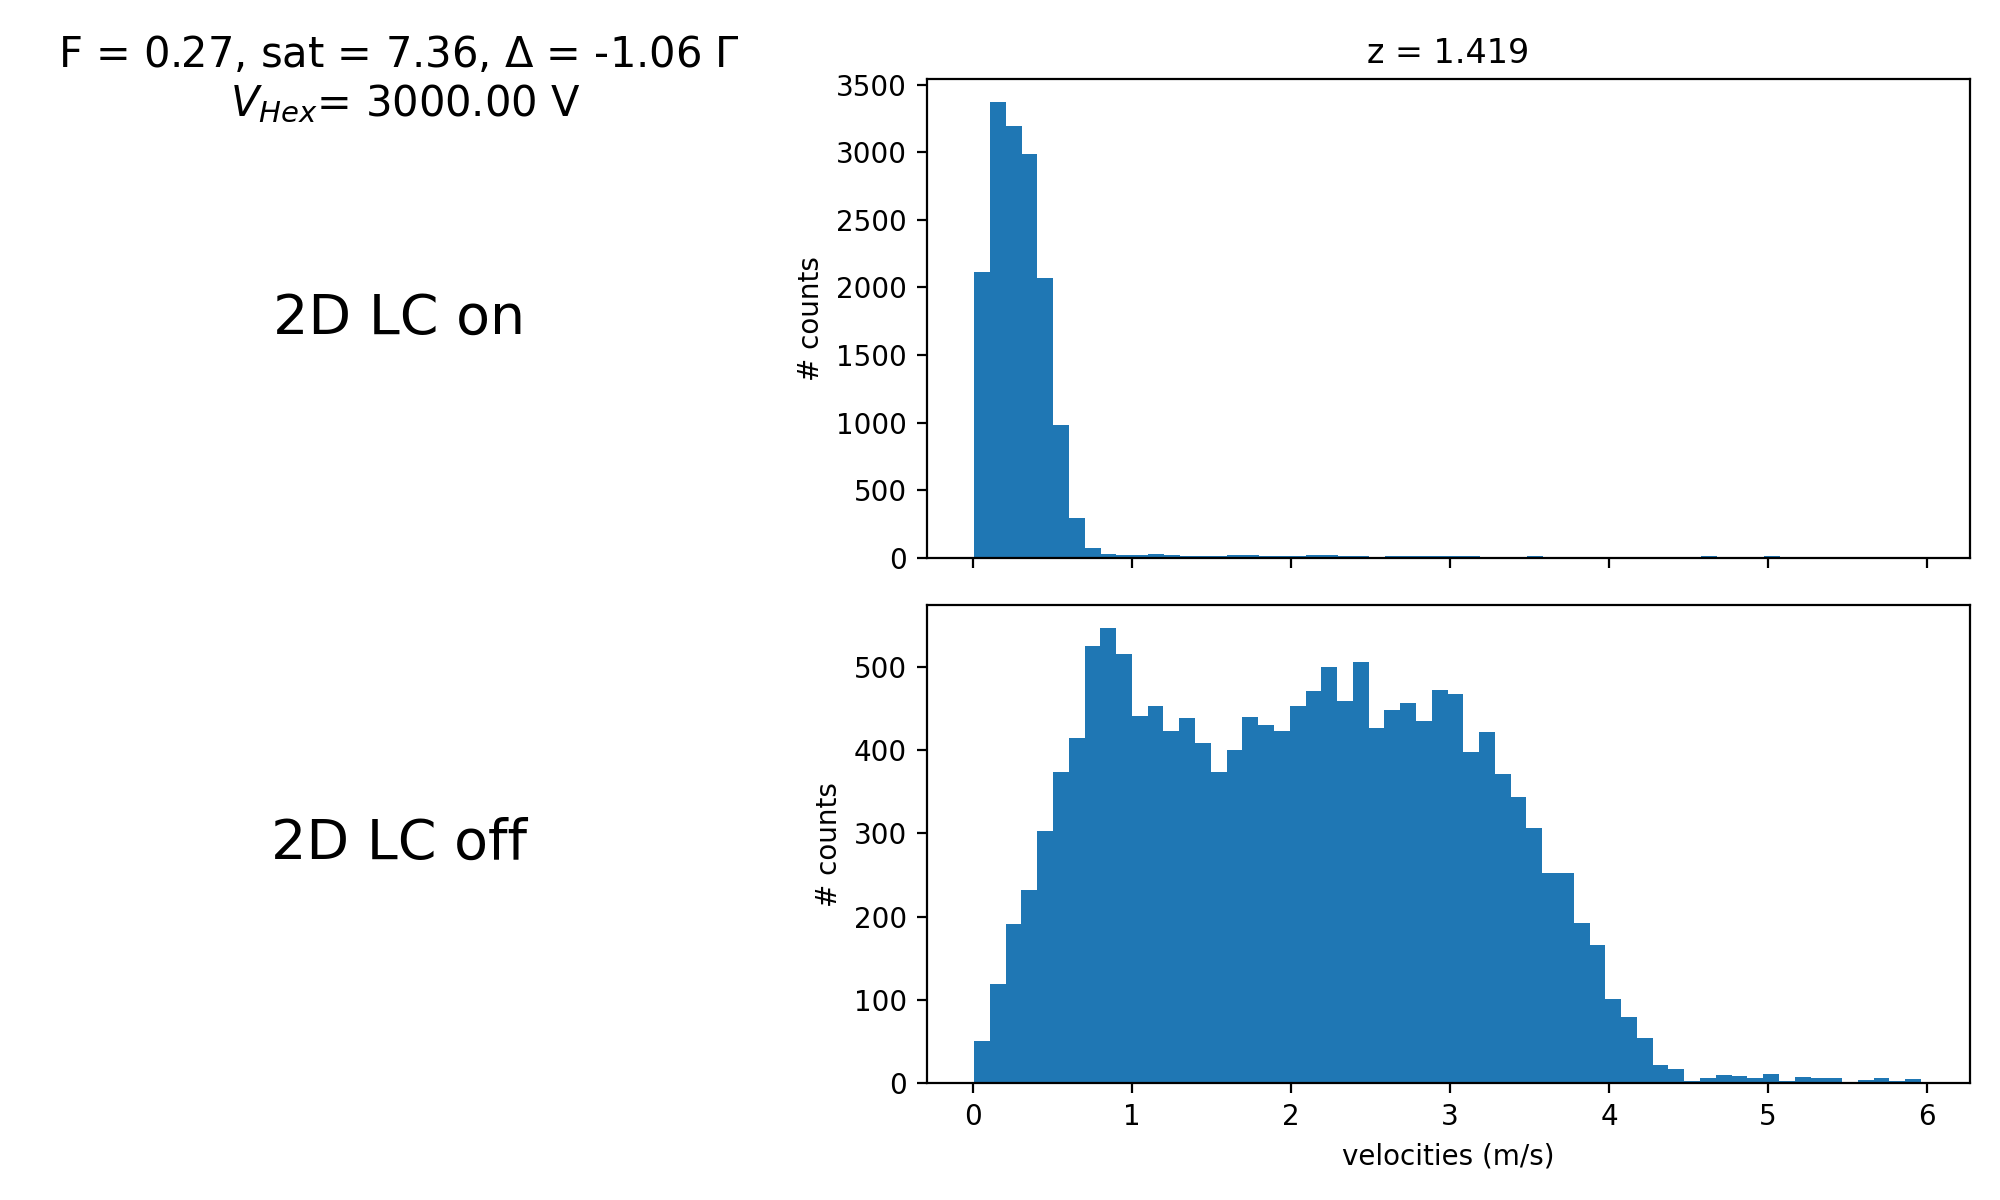 F = 0.27, sat = 7.36, Δ = -1.06 Γ
V_Hex= 3000.00 V
z = 1.419
2D LC on
# counts
3500
3000
2500
2000
1500
1000
500
0
2D LC off
# counts
500
400
300
200
100
0
0 1 2 3 4 5 6
velocities (m/s)